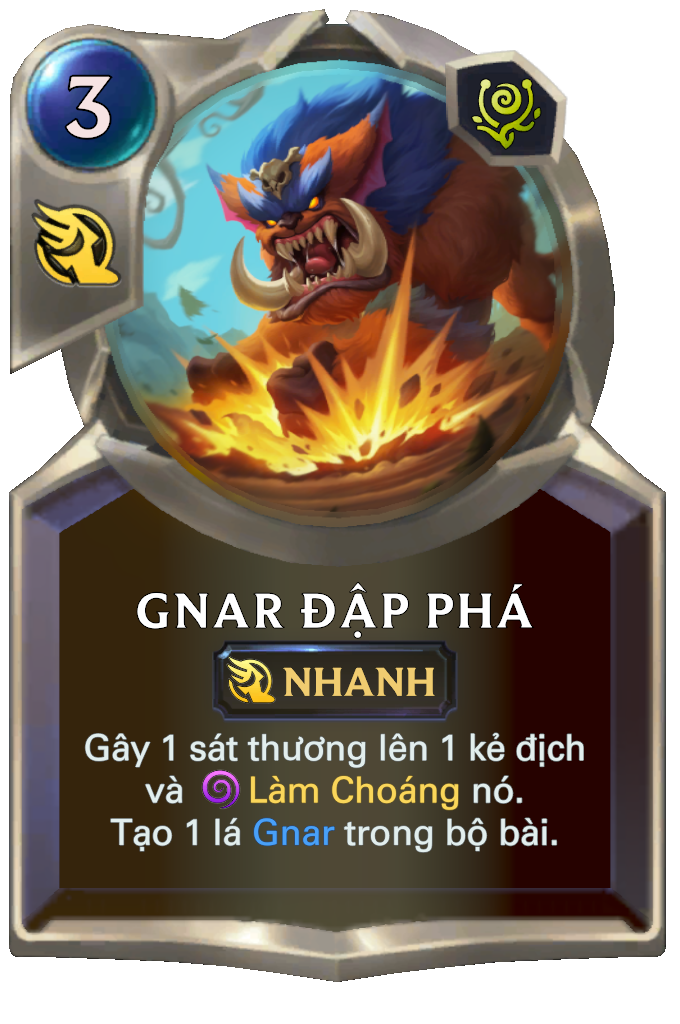 3
GNAR ĐẬP PHÁ
NHANH
Gây 1 sát thương lên 1 kẻ địch
và Làm Choáng nó.
Tạo 1 lá Gnar trong bộ bài.